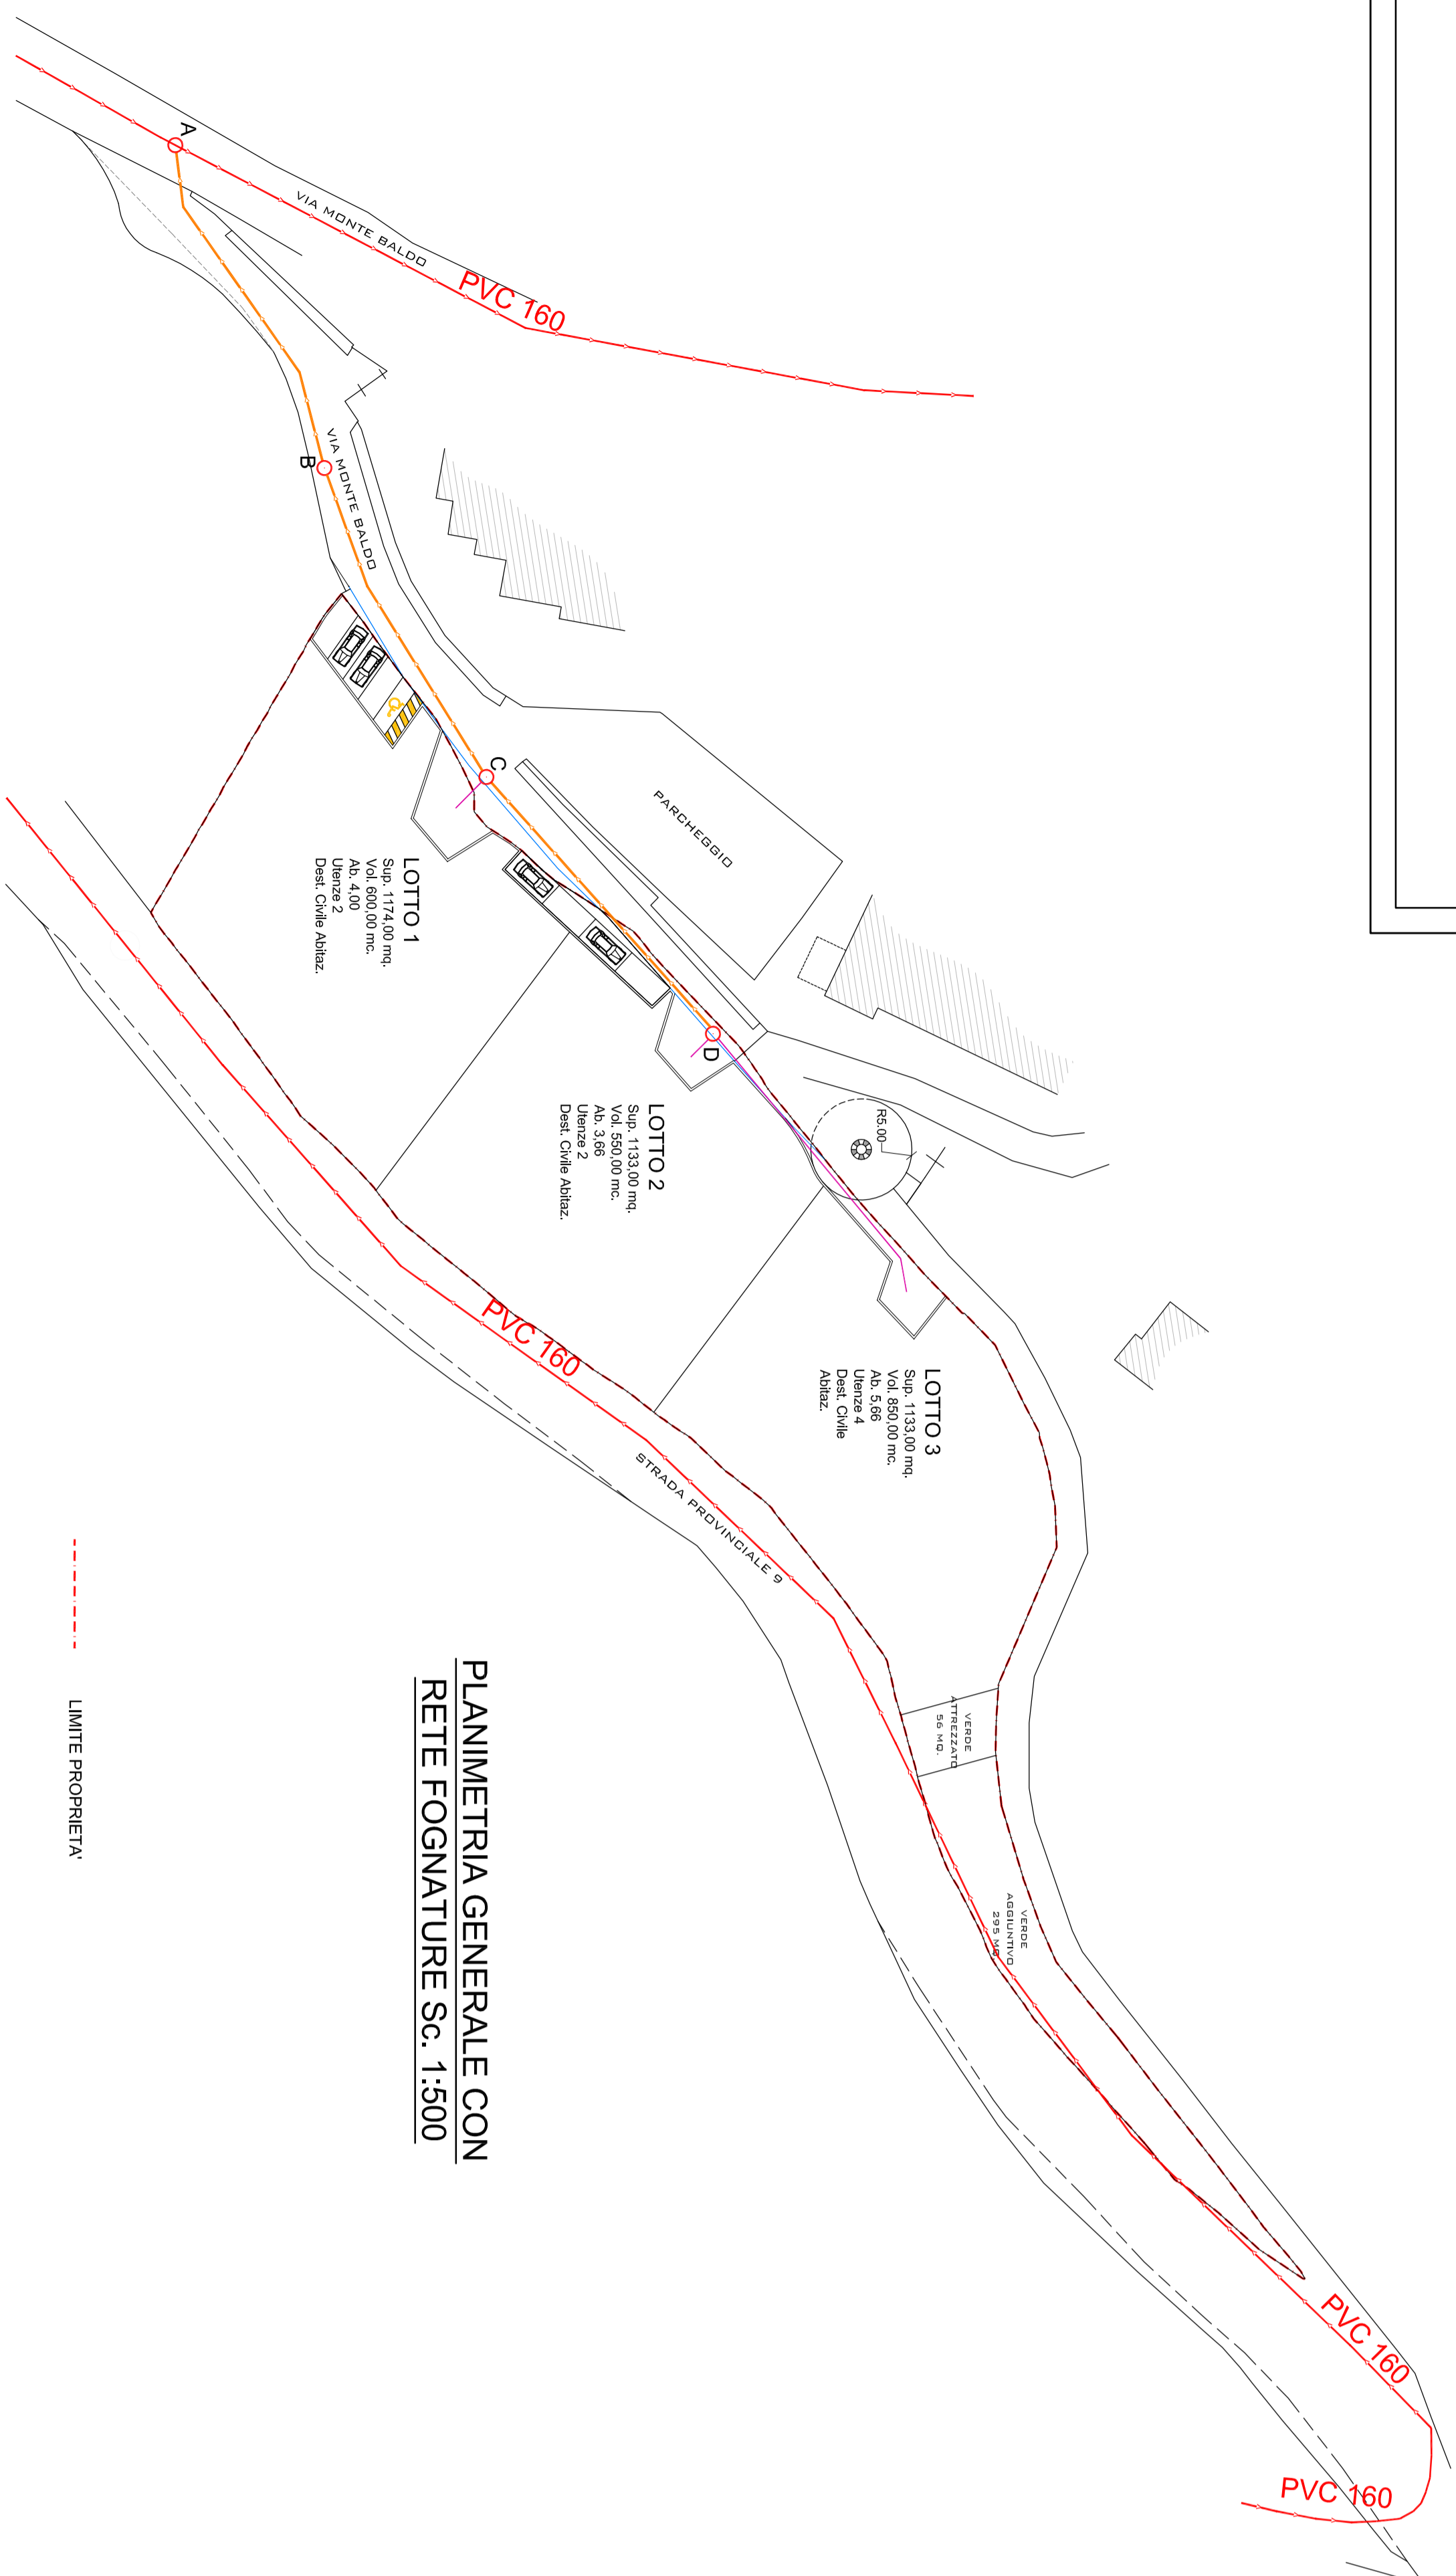 A
VIA MONTE BALDO
PVC 160
B
VIA MONTE BALDO
C
PARCHEGGIO
D
R5.00
LOTTO 1
Sup. 1174,00 mq.
Vol. 600,00 mc.
Ab. 4,00
Utenze 2
Dest. Civile Abitaz.
LOTTO 2
Sup. 1133,00 mq.
Vol. 550,00 mc.
Ab. 3,66
Utenze 2
Dest. Civile Abitaz.
LOTTO 3
Sup. 1133,00 mq.
Vol. 850,00 mc.
Ab. 5,66
Utenze 4
Dest. Civile
Abitaz.
PVC 160
STRADA PROVINCIALE 9
VERDE
ATTREZZATO
56 MQ.
VERDE
AGGIUNTIVO
295 MQ.
PVC 160
PVC 160
PLANIMETRIA GENERALE CON
RETE FOGNATURE Sc. 1:500
LIMITE PROPRIETA'